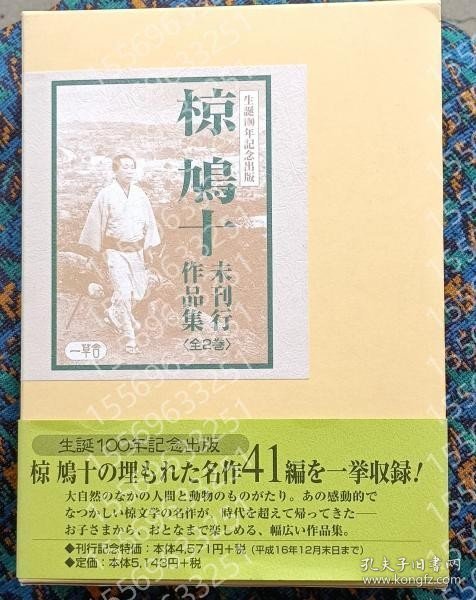 生誕100年記念出版
椋 鳩十
未刊行
作品集
〈全2巻〉
一草舎
生誕100年記念出版
椋 鳩十の埋もれた名作41編を一挙収録!
大自然のなかの人間と動物のものがたり。あの感動的で
なつかしい椋文学の名作が、時代を超えて帰ってきた──
お子さまから、おとなまで楽しめる、幅広い作品集。
◆刊行記念特価:本体4,571円+税(平成16年12月末日まで)
◆定価:本体5,143円+税
15569633251
孔夫子旧书网
www.kongfz.com